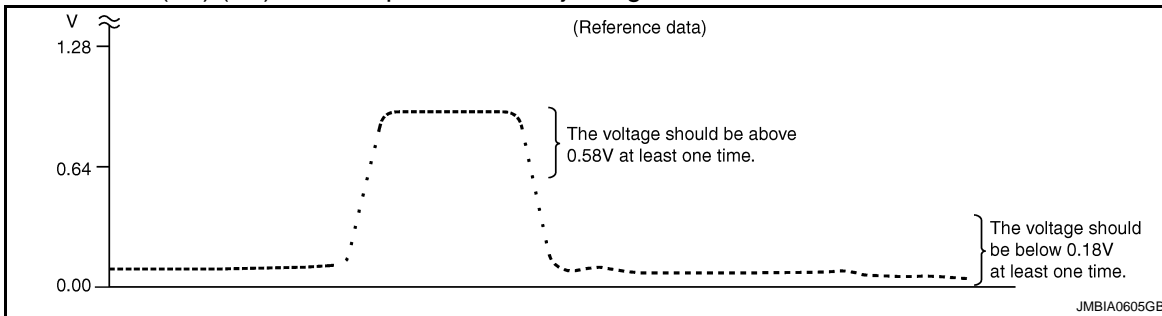 V
(Reference data)
1.28
The voltage should be above
0.58V at least one time.
0.64
The voltage should
be below 0.18V
at least one time.
0.00
JMBIA0605GB